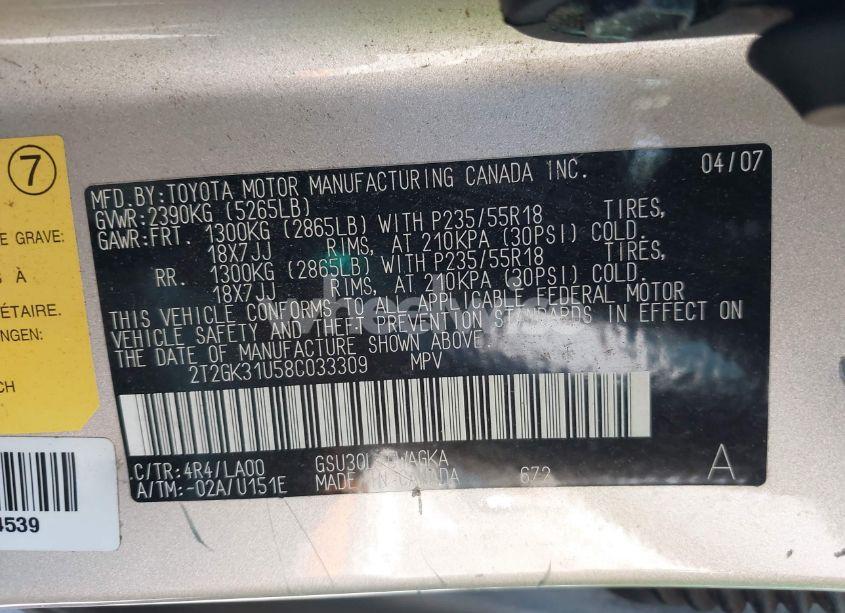 7
E GRAVE:
S À
ÉTAIRE.
NGEN:
CH
4539
04/07
MFD. BY: TOYOTA MOTOR MANUFACTURING CANADA INC.
GVWR: 2390KG (5265LB)
GAWR: FRT. 1300KG (2865LB) WITH P235/55R18 TIRES,
18X7JJ RIMS, AT 210KPA (30PSI) COLD.
RR. 1300KG (2865LB) WITH P235/55R18 TIRES,
18X7JJ RIMS, AT 210KPA (30PSI) COLD.
THIS VEHICLE CONFORMS TO ALL APPLICABLE FEDERAL MOTOR
VEHICLE SAFETY AND THEFT PREVENTION STANDARDS IN EFFECT ON
THE DATE OF MANUFACTURE SHOWN ABOVE.
2T2GK31U58C033309 MPV
C/TR: 4R4/LA00 GSU30L
A/TM: -02A/U151E MADE IN CANADA 672 A